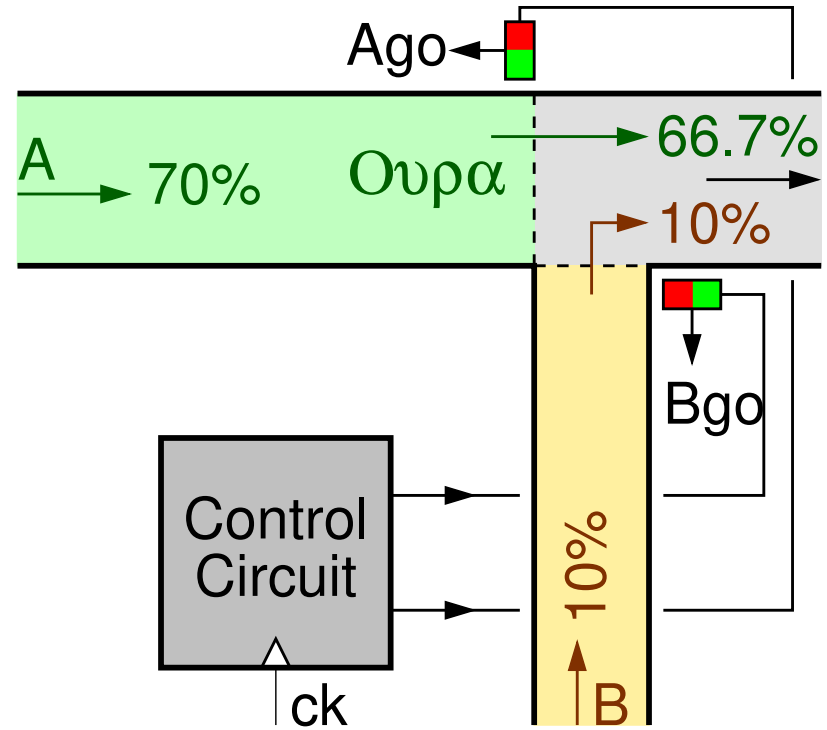 Ago
A
70%
Ουρα
66.7%
10%
Bgo
Control
Circuit
10%
ck
B